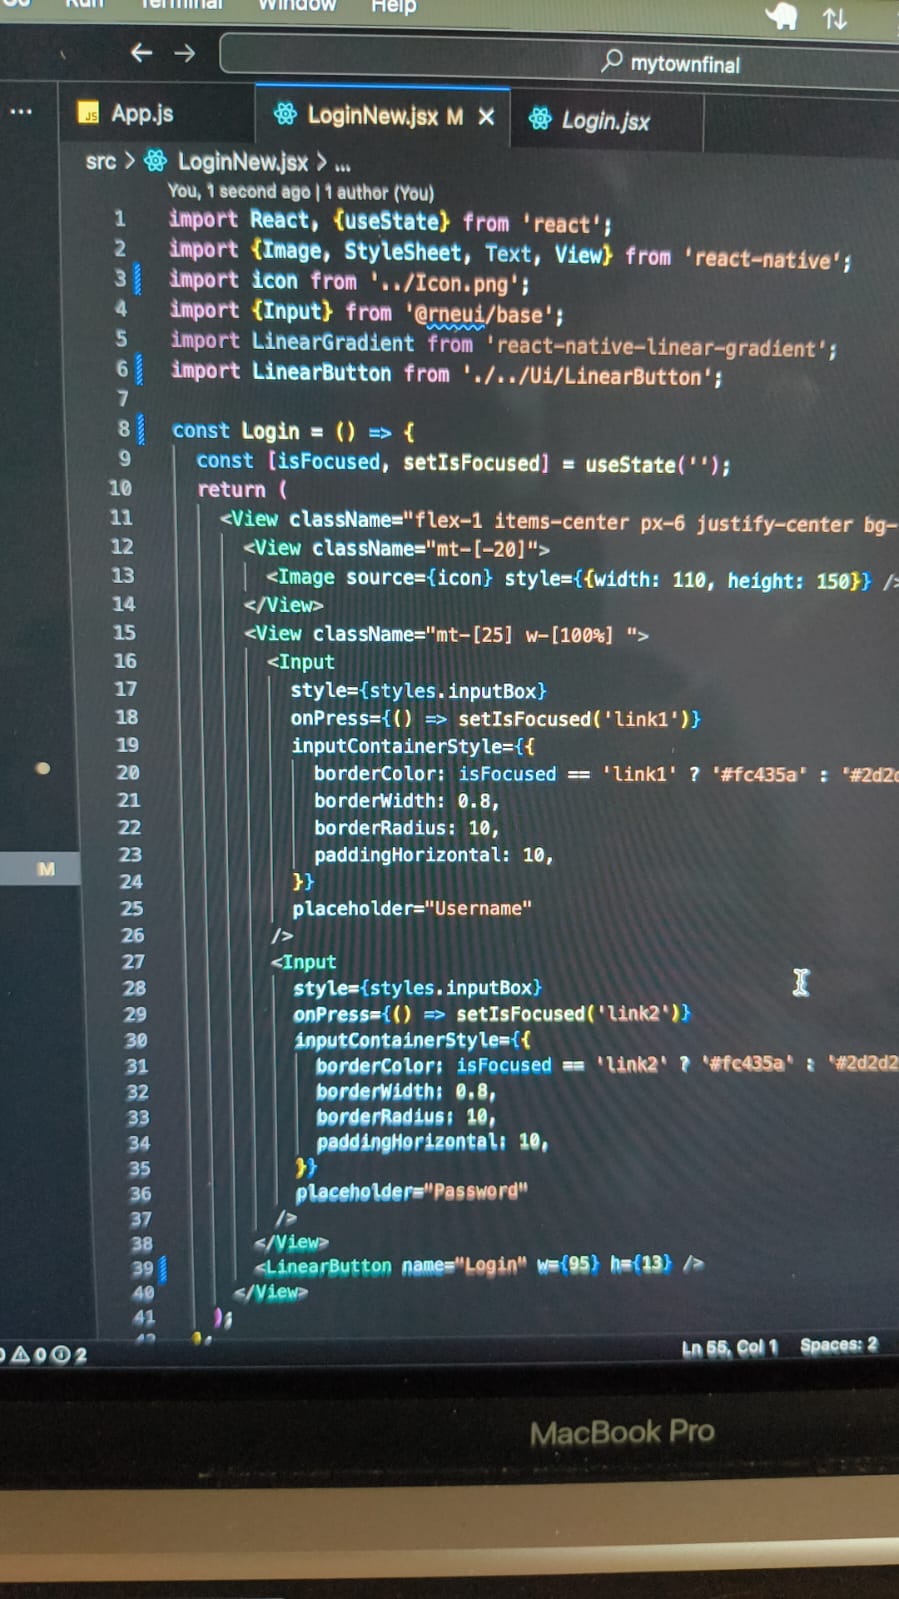 Run Terminal Window Help
mytownfinal
... JS App.js LoginNew.jsx M Login.jsx
src > LoginNew.jsx > ...
You, 1 second ago | 1 author (You)
1 import React, {useState} from 'react';
2 import {Image, StyleSheet, Text, View} from 'react-native';
3 import icon from '../Icon.png';
4 import {Input} from '@rneui/base';
5 import LinearGradient from 'react-native-linear-gradient';
6 import LinearButton from './../Ui/LinearButton';
7
8 const Login = () => {
9 const [isFocused, setIsFocused] = useState('');
10 return (
11 <View className="flex-1 items-center px-6 justify-center bg-
12 <View className="mt-[-20]">
13 <Image source={icon} style={{width: 110, height: 150}} />
14 </View>
15 <View className="mt-[25] w-[100%] ">
16 <Input
17 style={styles.inputBox}
18 onPress={() => setIsFocused('link1')}
19 inputContainerStyle={{
20 borderColor: isFocused == 'link1' ? '#fc435a' : '#2d2d
21 borderWidth: 0.8,
22 borderRadius: 10,
23 paddingHorizontal: 10,
24 }}
25 placeholder="Username"
26 />
27 <Input
28 style={styles.inputBox}
29 onPress={() => setIsFocused('link2')}
30 inputContainerStyle={{
31 borderColor: isFocused == 'link2' ? '#fc435a' : '#2d2d2
32 borderWidth: 0.8,
33 borderRadius: 10,
34 paddingHorizontal: 10,
35 }}
M
36 placeholder="Password"
37 />
38 </View>
39 <LinearButton name="Login" w={95} h={13} />
40 </View>
41 );
42 };
0 2 Ln 55, Col 1 Spaces: 2
MacBook Pro